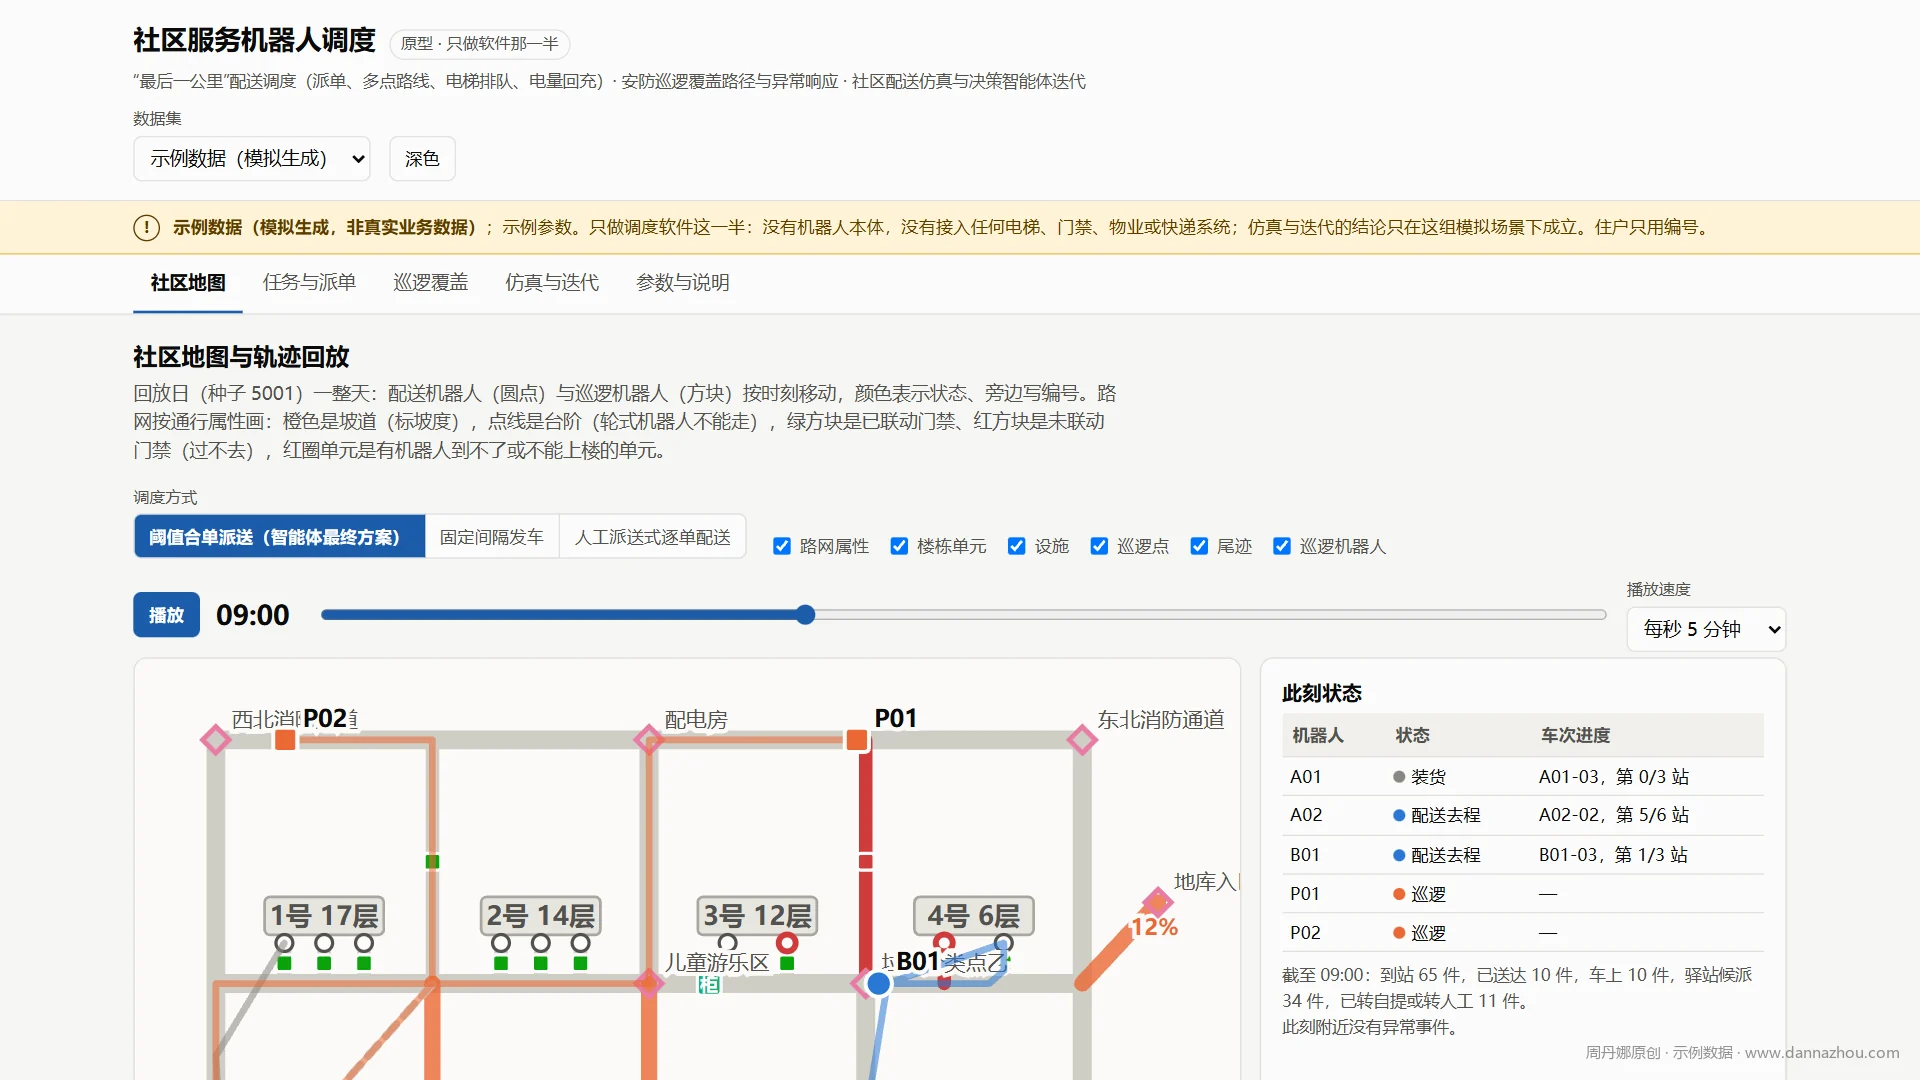 社区服务机器人调度 原型 · 只做软件那一半
“最后一公里”配送调度（派单、多点路线、电梯排队、电量回充）· 安防巡逻覆盖路径与异常响应 · 社区配送仿真与决策智能体迭代
数据集
示例数据（模拟生成） 深色
! 示例数据（模拟生成，非真实业务数据）；示例参数。只做调度软件这一半：没有机器人本体，没有接入任何电梯、门禁、物业或快递系统；仿真与迭代的结论只在这组模拟场景下成立。住户只用编号。
社区地图 任务与派单 巡逻覆盖 仿真与迭代 参数与说明
社区地图与轨迹回放
回放日（种子 5001）一整天：配送机器人（圆点）与巡逻机器人（方块）按时刻移动，颜色表示状态、旁边写编号。路
网按通行属性画：橙色是坡道（标坡度），点线是台阶（轮式机器人不能走），绿方块是已联动门禁、红方块是未联动
门禁（过不去），红圈单元是有机器人到不了或不能上楼的单元。
调度方式
阈值合单派送（智能体最终方案） 固定间隔发车 人工派送式逐单配送 路网属性 楼栋单元 设施 巡逻点 尾迹 巡逻机器人
播放速度
播放 09:00 每秒 5 分钟
西北消 P02 配电房 P01 东北消防通道
地库入
12%
1号 17层 2号 14层 3号 12层 4号 6层
儿童游乐区 柜 B01 类点乙
此刻状态
机器人 状态 车次进度
A01 装货 A01-03，第 0/3 站
A02 配送去程 A02-02，第 5/6 站
B01 配送去程 B01-03，第 1/3 站
P01 巡逻 —
P02 巡逻 —
截至 09:00：到站 65 件，已送达 10 件，车上 10 件，驿站候派
34 件，已转自提或转人工 11 件。
此刻附近没有异常事件。
周丹娜原创 · 示例数据 · www.dannazhou.com